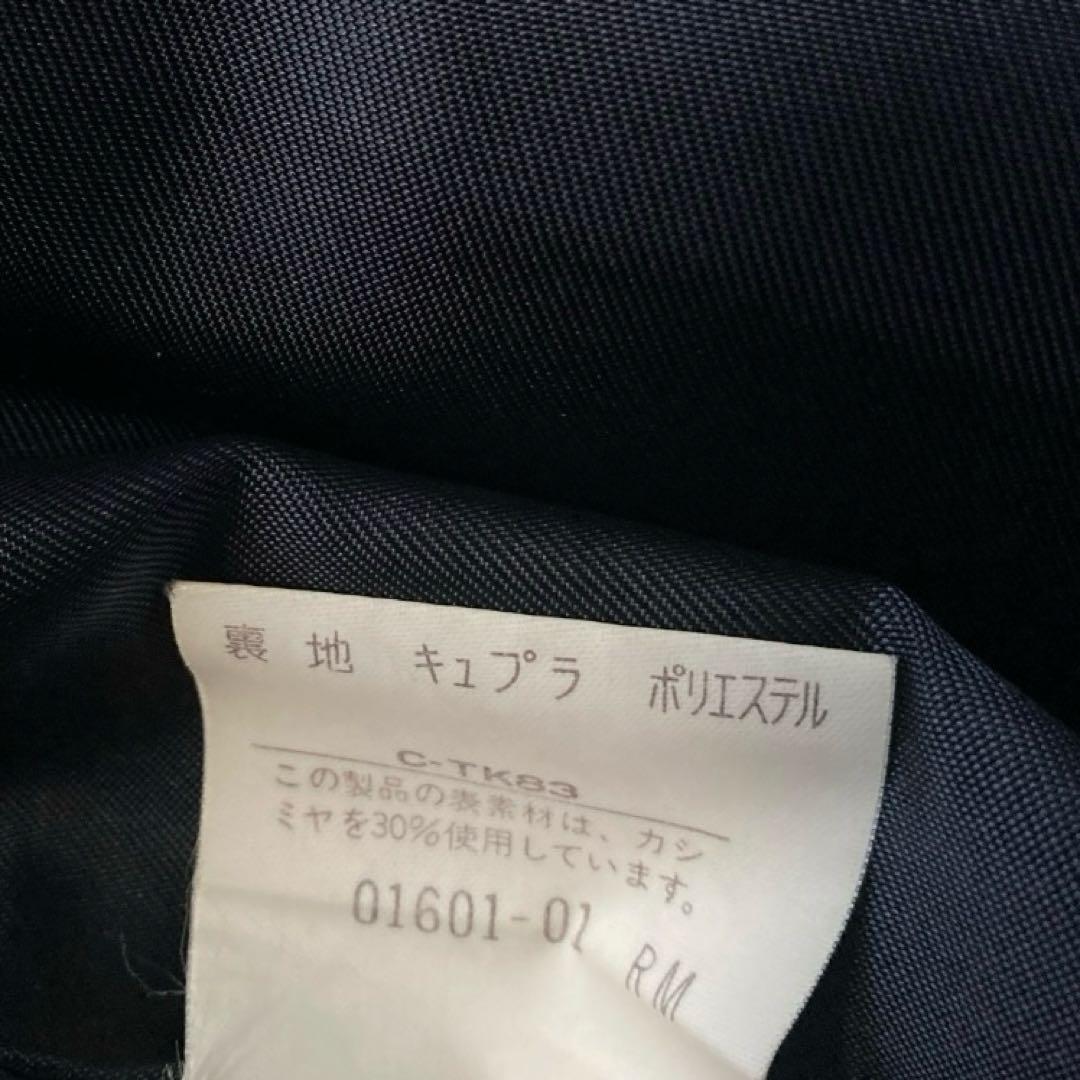 裏地 キュプラ ポリエステル
C-TK83
この製品の表素材は、カシ
ミヤを30%使用しています。
01601-01
RM